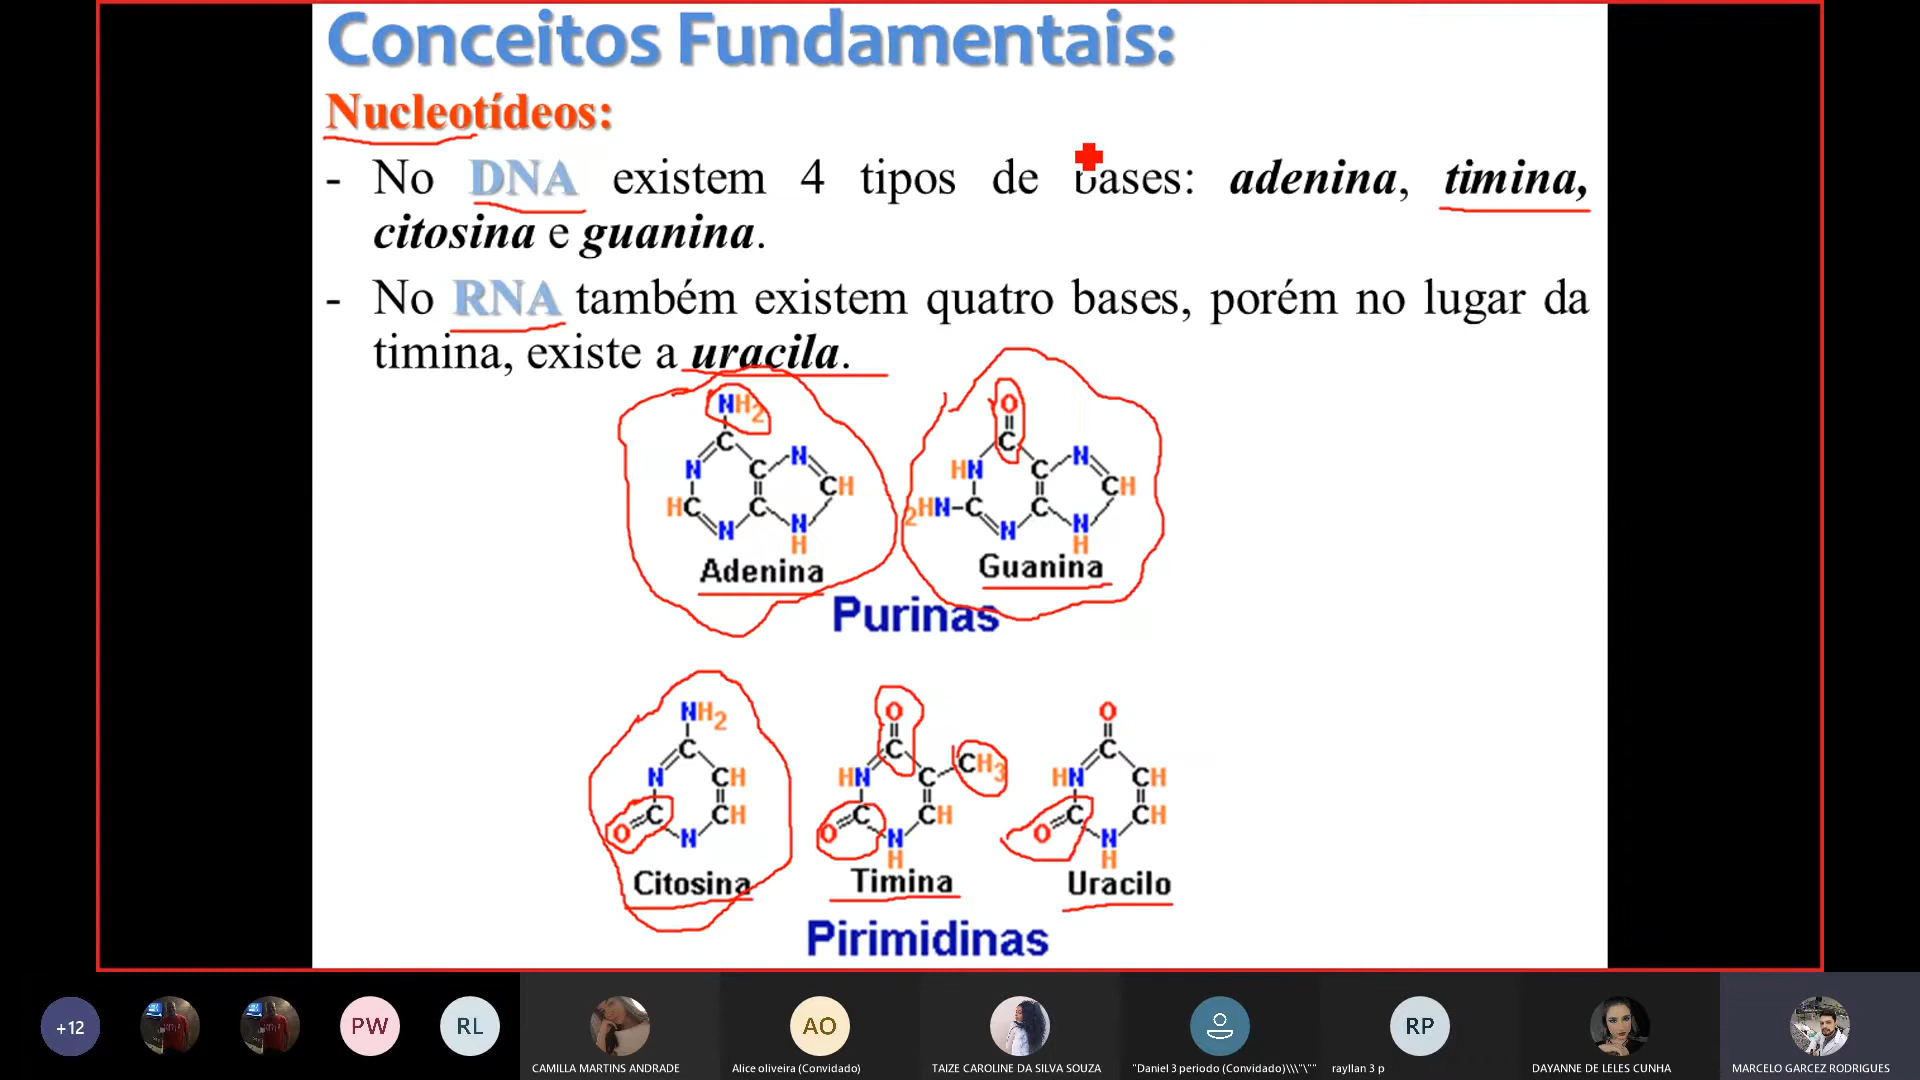 Conceitos Fundamentais:
Nucleotídeos:
- No DNA existem 4 tipos de bases: adenina, timina,
citosina e guanina.
- No RNA também existem quatro bases, porém no lugar da
timina, existe a uracila.
NH2
N
C
C
N
CH
HC
N
C
N
H
Adenina
O
C
HN
C
N
CH
2HN-C
N
C
N
H
Guanina
Purinas
NH2
C
N
CH
O
C
CH
N
Citosina
O
C
CH3
HN
C
O
C
CH
N
H
Timina
O
C
HN
CH
O
C
CH
N
H
Uracilo
Pirimidinas
+12
PW
RL
AO
RP
CAMILLA MARTINS ANDRADE
Alice oliveira (Convidado)
TAIZE CAROLINE DA SILVA SOUZA
"Daniel 3 periodo (Convidado)\\\"\""
rayllan 3 p
DAYANNE DE LELES CUNHA
MARCELO GARCEZ RODRIGUES